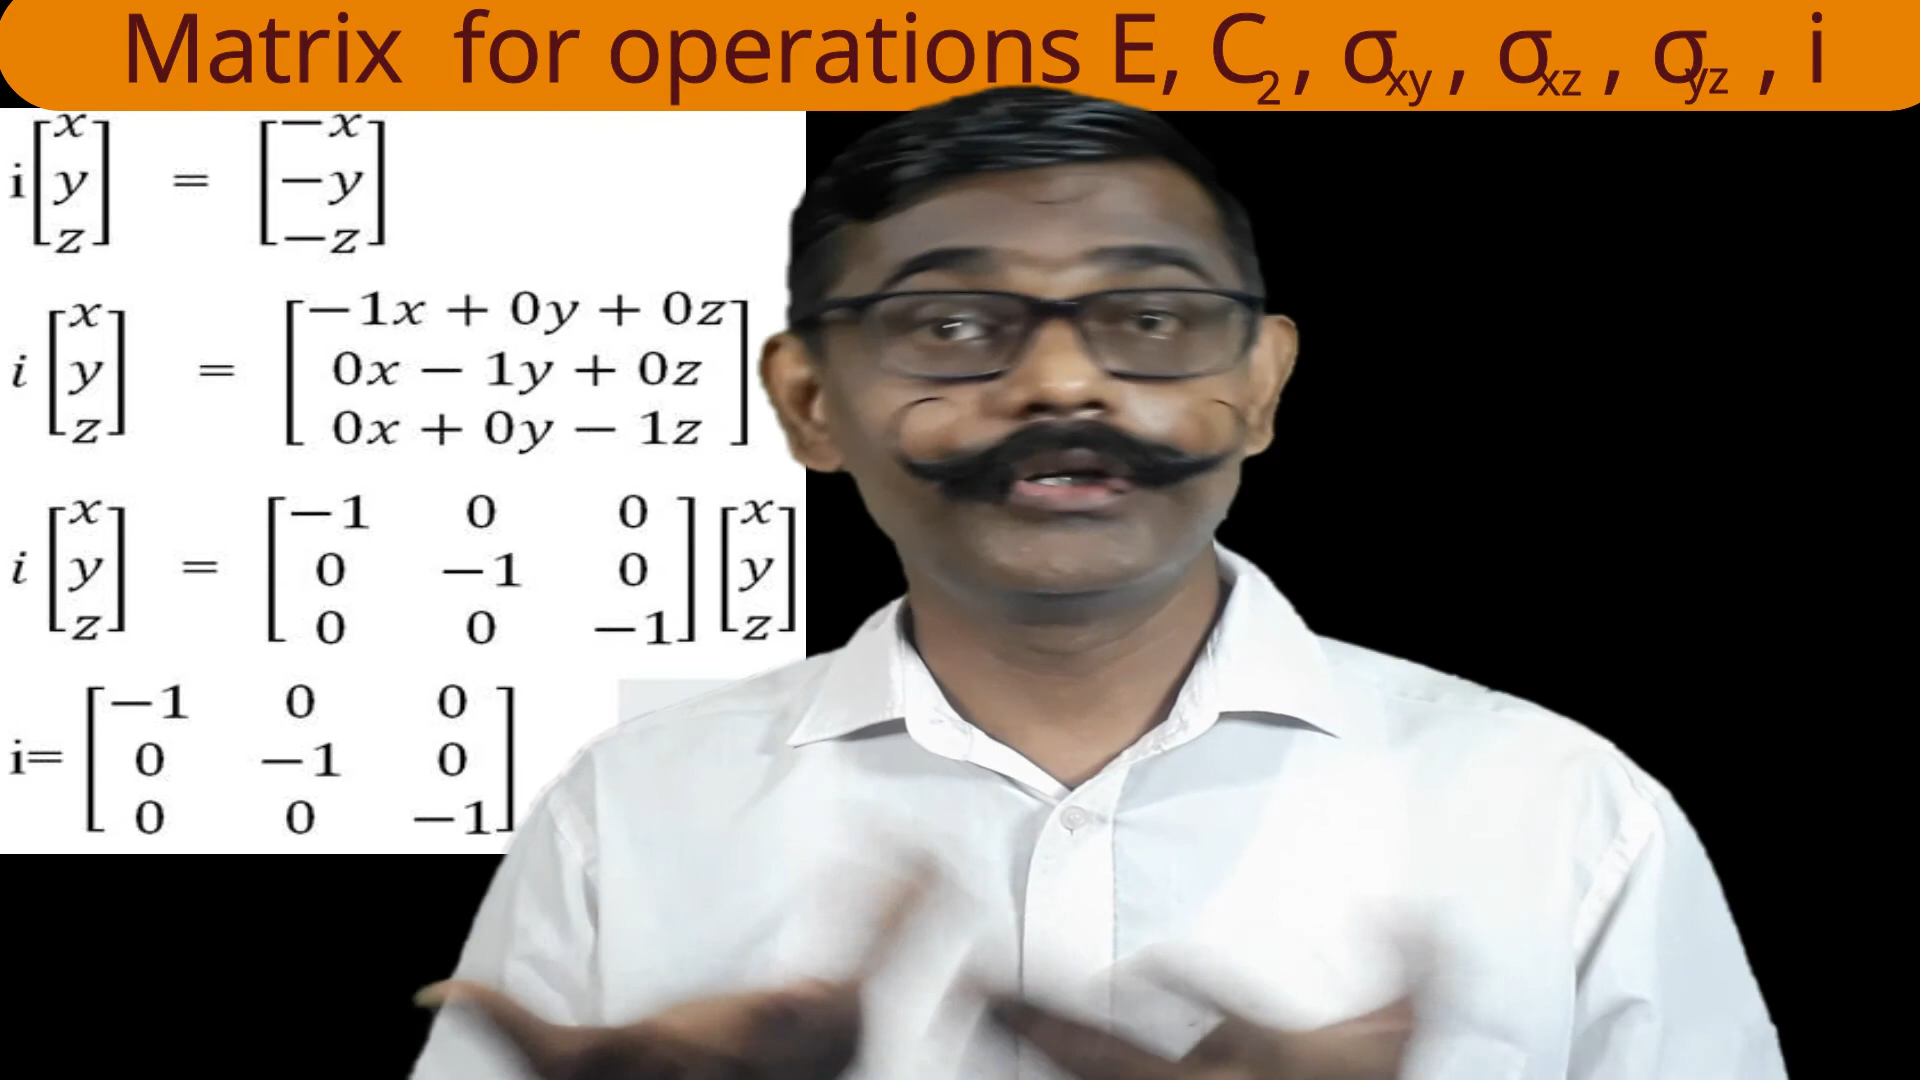 Matrix for operations E, C₂, σxy, σxz, σyz, i
i[x y z] = [−x −y −z]
i [x y z] = [−1x + 0y + 0z
0x − 1y + 0z
0x + 0y − 1z]
i [x y z] = [−1 0 0
0 −1 0
0 0 −1] [x y z]
i= [−1 0 0
0 −1 0
0 0 −1]